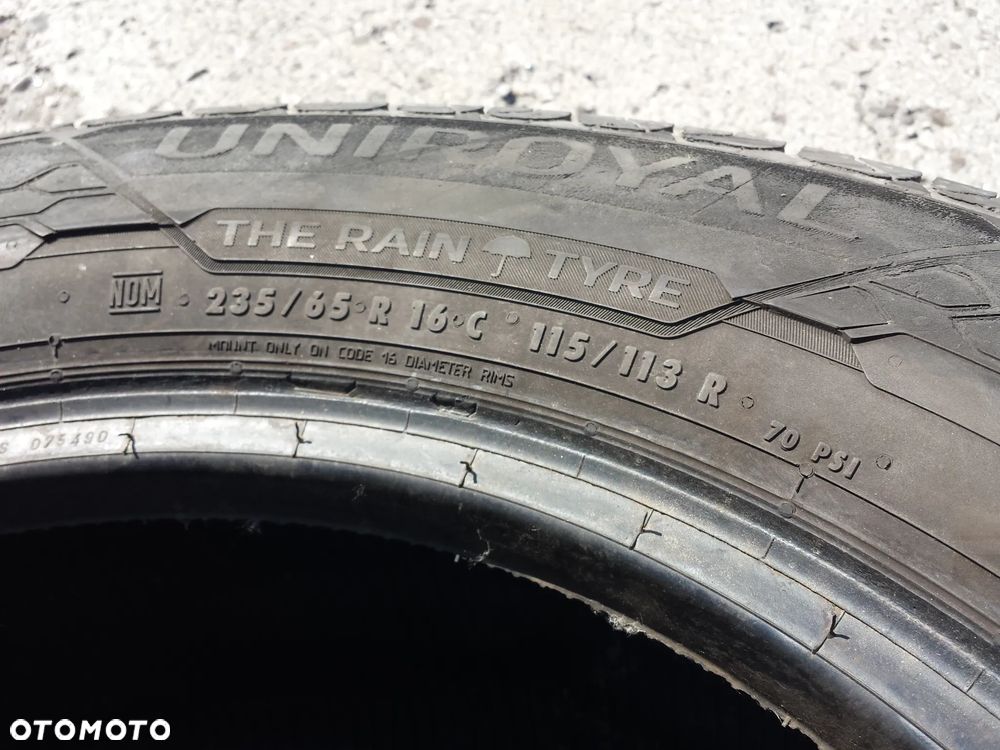 UNIROYAL
THE RAIN TYRE
NOM 235/65 R 16 C 115/113 R 70 PSI
MOUNT ONLY ON CODE 16 DIAMETER RIMS
S 075490
OTOMOTO